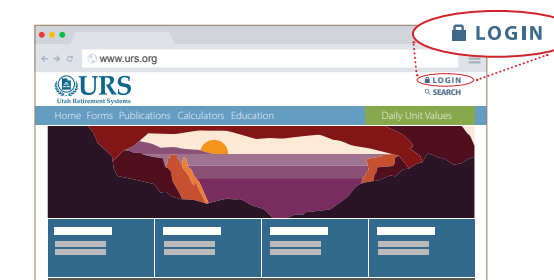 LOGIN
www.urs.org
URS
Utah Retirement Systems
LOGIN
SEARCH
Home Forms Publications Calculators Education Daily Unit Values